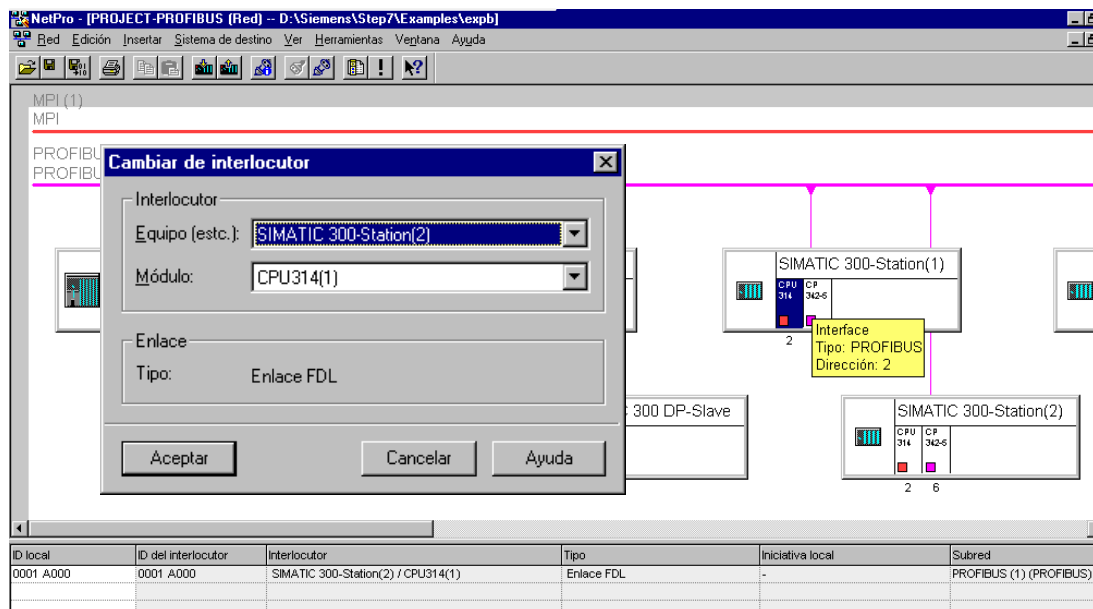 NetPro - [PROJECT-PROFIBUS (Red) -- D:\Siemens\Step7\Examples\expb]
Red Edición Insertar Sistema de destino Ver Herramientas Ventana Ayuda
MPI (1)
MPI
PROFIBU
PROFIBU
Cambiar de interlocutor
Interlocutor
Equipo (estc.): SIMATIC 300-Station(2)
Módulo: CPU314(1)
Enlace
Tipo: Enlace FDL
Aceptar Cancelar Ayuda
SIMATIC 300-Station(1)
CPU 314
CP 342-5
2
Interface
Tipo: PROFIBUS
Dirección: 2
300 DP-Slave
SIMATIC 300-Station(2)
CPU 314
CP 342-5
2 6
ID local ID del interlocutor Interlocutor Tipo Iniciativa local Subred
0001 A000 0001 A000 SIMATIC 300-Station(2) / CPU314(1) Enlace FDL - PROFIBUS (1) (PROFIBUS)